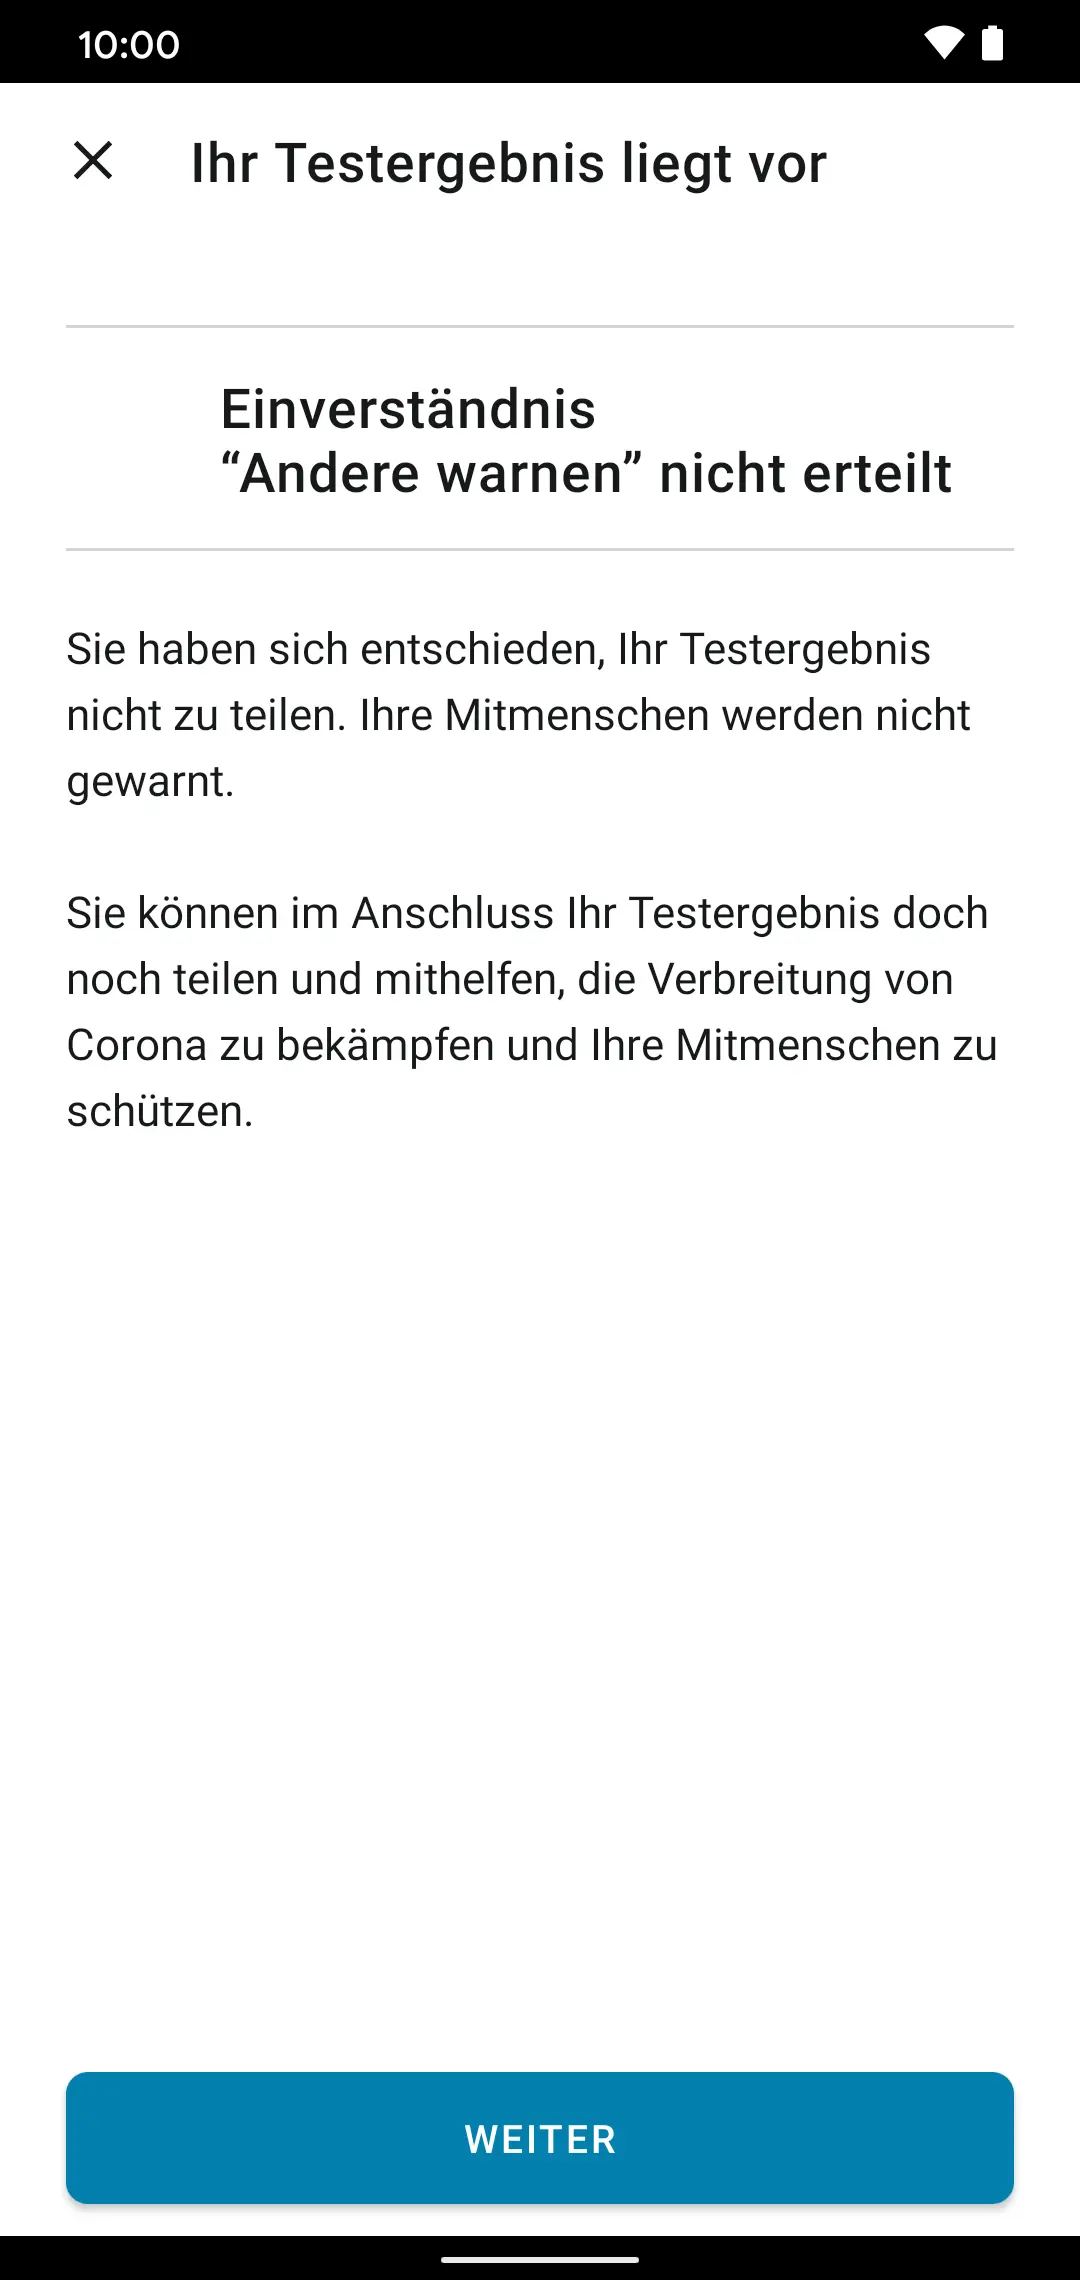 10:00
Ihr Testergebnis liegt vor
Einverständnis
“Andere warnen” nicht erteilt
Sie haben sich entschieden, Ihr Testergebnis
nicht zu teilen. Ihre Mitmenschen werden nicht
gewarnt.
Sie können im Anschluss Ihr Testergebnis doch
noch teilen und mithelfen, die Verbreitung von
Corona zu bekämpfen und Ihre Mitmenschen zu
schützen.
WEITER